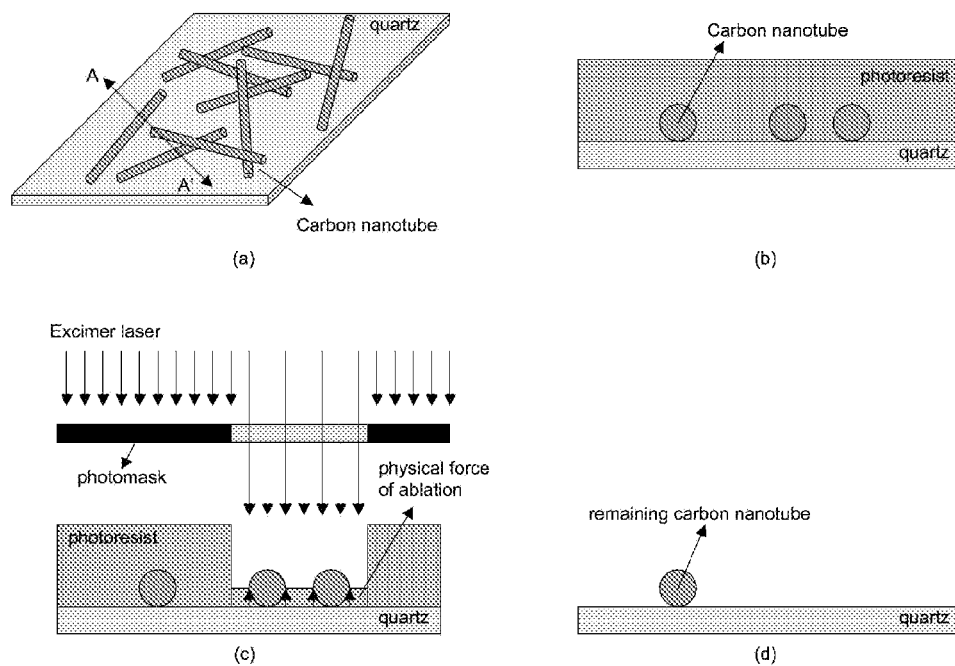 quartz
A
A'
Carbon nanotube
(a)
Carbon nanotube
photoresist
quartz
(b)
Excimer laser
photomask
physical force
of ablation
photoresist
quartz
(c)
remaining carbon nanotube
quartz
(d)